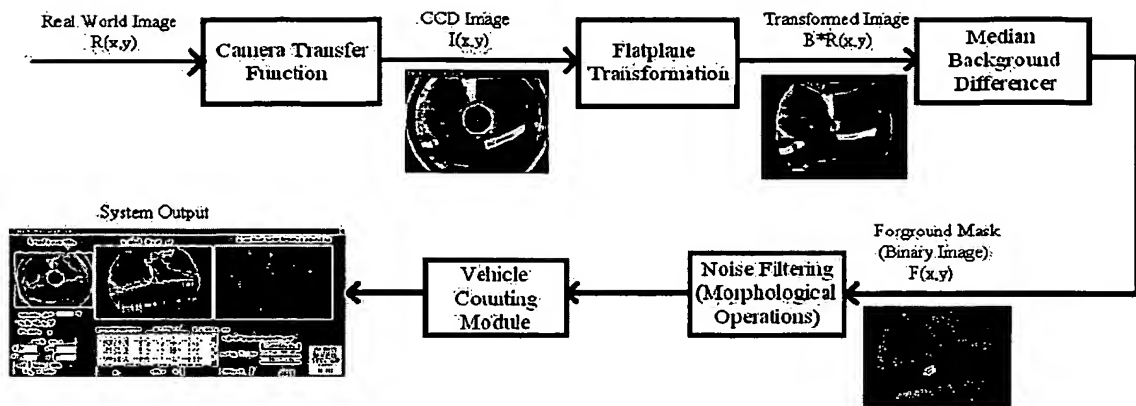 Real World Image
R(x,y)
Camera Transfer
Function
CCD Image
I(x,y)
Flatplane
Transformation
Transformed Image
B*R(x,y)
Median
Background
Differencer
Forground Mask
(Binary Image)
F(x,y)
Noise Filtering
(Morphological
Operations)
Vehicle
Counting
Module
System Output